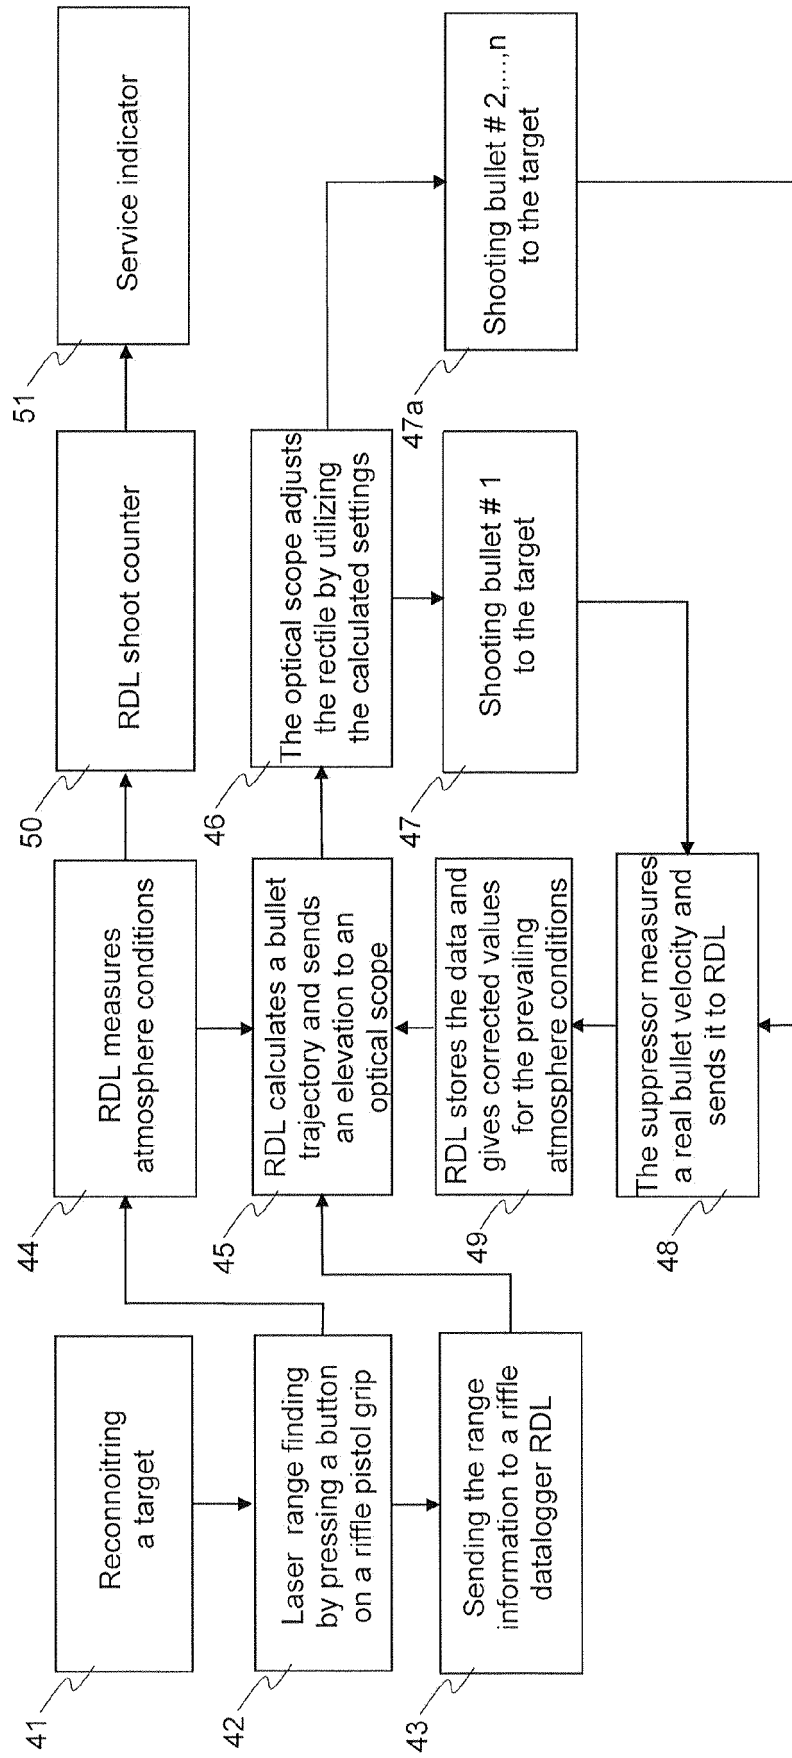 41
Reconnoitring
a target
42
Laser range finding
by pressing a button
on a riffle pistol grip
43
Sending the range
information to a riffle
datalogger RDL
44
RDL measures
atmosphere conditions
45
RDL calculates a bullet
trajectory and sends
an elevation to an
optical scope
49
RDL stores the data and
gives corrected values
for the prevailing
atmosphere conditions
48
The suppressor measures
a real bullet velocity and
sends it to RDL
50
RDL shoot counter
46
The optical scope adjusts
the rectile by utilizing
the calculated settings
47
Shooting bullet # 1
to the target
51
Service indicator
47a
Shooting bullet # 2,...,n
to the target